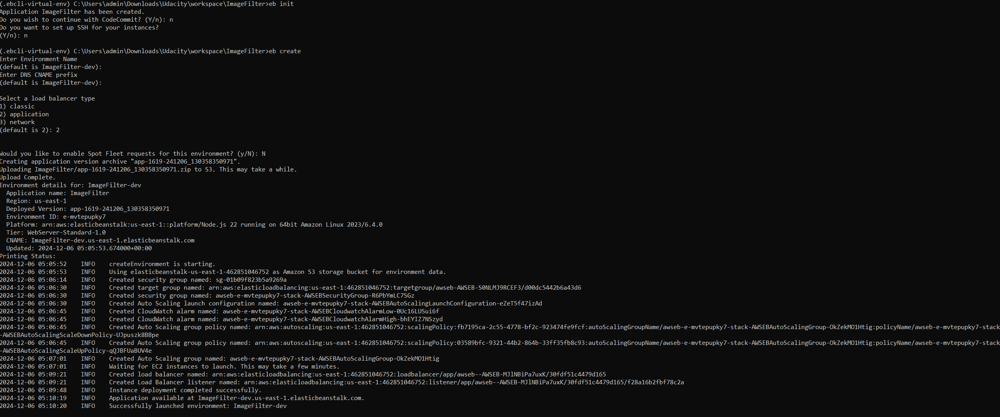 (.ebcli-virtual-env) C:\Users\admin\Downloads\Udacity\workspace\ImageFilter>eb init
Application ImageFilter has been created.
Do you wish to continue with CodeCommit? (Y/n): n
Do you want to set up SSH for your instances?
(Y/n): n
(.ebcli-virtual-env) C:\Users\admin\Downloads\Udacity\workspace\ImageFilter>eb create
Enter Environment Name
(default is ImageFilter-dev):
Enter DNS CNAME prefix
(default is ImageFilter-dev):
Select a load balancer type
1) classic
2) application
3) network
(default is 2): 2
Would you like to enable Spot Fleet requests for this environment? (y/N): N
Creating application version archive "app-1619-241206_130358350971".
Uploading ImageFilter/app-1619-241206_130358350971.zip to S3. This may take a while.
Upload Complete.
Environment details for: ImageFilter-dev
  Application name: ImageFilter
  Region: us-east-1
  Deployed Version: app-1619-241206_130358350971
  Environment ID: e-mvtepupky7
  Platform: arn:aws:elasticbeanstalk:us-east-1::platform/Node.js 22 running on 64bit Amazon Linux 2023/6.4.0
  Tier: WebServer-Standard-1.0
  CNAME: ImageFilter-dev.us-east-1.elasticbeanstalk.com
  Updated: 2024-12-06 05:05:53.674000+00:00
Printing Status:
2024-12-06 05:05:52    INFO    createEnvironment is starting.
2024-12-06 05:05:53    INFO    Using elasticbeanstalk-us-east-1-462851046752 as Amazon S3 storage bucket for environment data.
2024-12-06 05:06:14    INFO    Created security group named: sg-01b09f823b5a9269a
2024-12-06 05:06:30    INFO    Created target group named: arn:aws:elasticloadbalancing:us-east-1:462851046752:targetgroup/awseb-AWSEB-S0NLMJ9RCEF3/d00dc5442b6a43d6
2024-12-06 05:06:30    INFO    Created security group named: awseb-e-mvtepupky7-stack-AWSEBSecurityGroup-R6PbYmLC7SGz
2024-12-06 05:06:30    INFO    Created Auto Scaling launch configuration named: awseb-e-mvtepupky7-stack-AWSEBAutoScalingLaunchConfiguration-eZeT5f47izAd
2024-12-06 05:06:45    INFO    Created CloudWatch alarm named: awseb-e-mvtepupky7-stack-AWSEBCloudwatchAlarmLow-0Uc16LUSui6f
2024-12-06 05:06:45    INFO    Created CloudWatch alarm named: awseb-e-mvtepupky7-stack-AWSEBCloudwatchAlarmHigh-bhEYIZ7NSzyd
2024-12-06 05:06:45    INFO    Created Auto Scaling group policy named: arn:aws:autoscaling:us-east-1:462851046752:scalingPolicy:fb7195ca-2c55-4778-bf2c-923474fe9fcf:autoScalingGroupName/awseb-e-mvtepupky7-stack-AWSEBAutoScalingGroup-OkZekMO1Htig:policyName/awseb-e-mvtepupky7-stack
-AWSEBAutoScalingScaleDownPolicy-UJpuszk8BBpe
2024-12-06 05:06:45    INFO    Created Auto Scaling group policy named: arn:aws:autoscaling:us-east-1:462851046752:scalingPolicy:03589bfc-9321-44b2-864b-33ff35fb8c93:autoScalingGroupName/awseb-e-mvtepupky7-stack-AWSEBAutoScalingGroup-OkZekMO1Htig:policyName/awseb-e-mvtepupky7-stack
-AWSEBAutoScalingScaleUpPolicy-qQJBFUaBUV4e
2024-12-06 05:07:01    INFO    Created Auto Scaling group named: awseb-e-mvtepupky7-stack-AWSEBAutoScalingGroup-OkZekMO1Htig
2024-12-06 05:07:01    INFO    Waiting for EC2 instances to launch. This may take a few minutes.
2024-12-06 05:09:21    INFO    Created load balancer named: arn:aws:elasticloadbalancing:us-east-1:462851046752:loadbalancer/app/awseb--AWSEB-MJlNBiPa7uxK/30fdf51c4479d165
2024-12-06 05:09:21    INFO    Created Load Balancer listener named: arn:aws:elasticloadbalancing:us-east-1:462851046752:listener/app/awseb--AWSEB-MJlNBiPa7uxK/30fdf51c4479d165/f28a16b2fbf78c2a
2024-12-06 05:09:48    INFO    Instance deployment completed successfully.
2024-12-06 05:10:19    INFO    Application available at ImageFilter-dev.us-east-1.elasticbeanstalk.com.
2024-12-06 05:10:20    INFO    Successfully launched environment: ImageFilter-dev